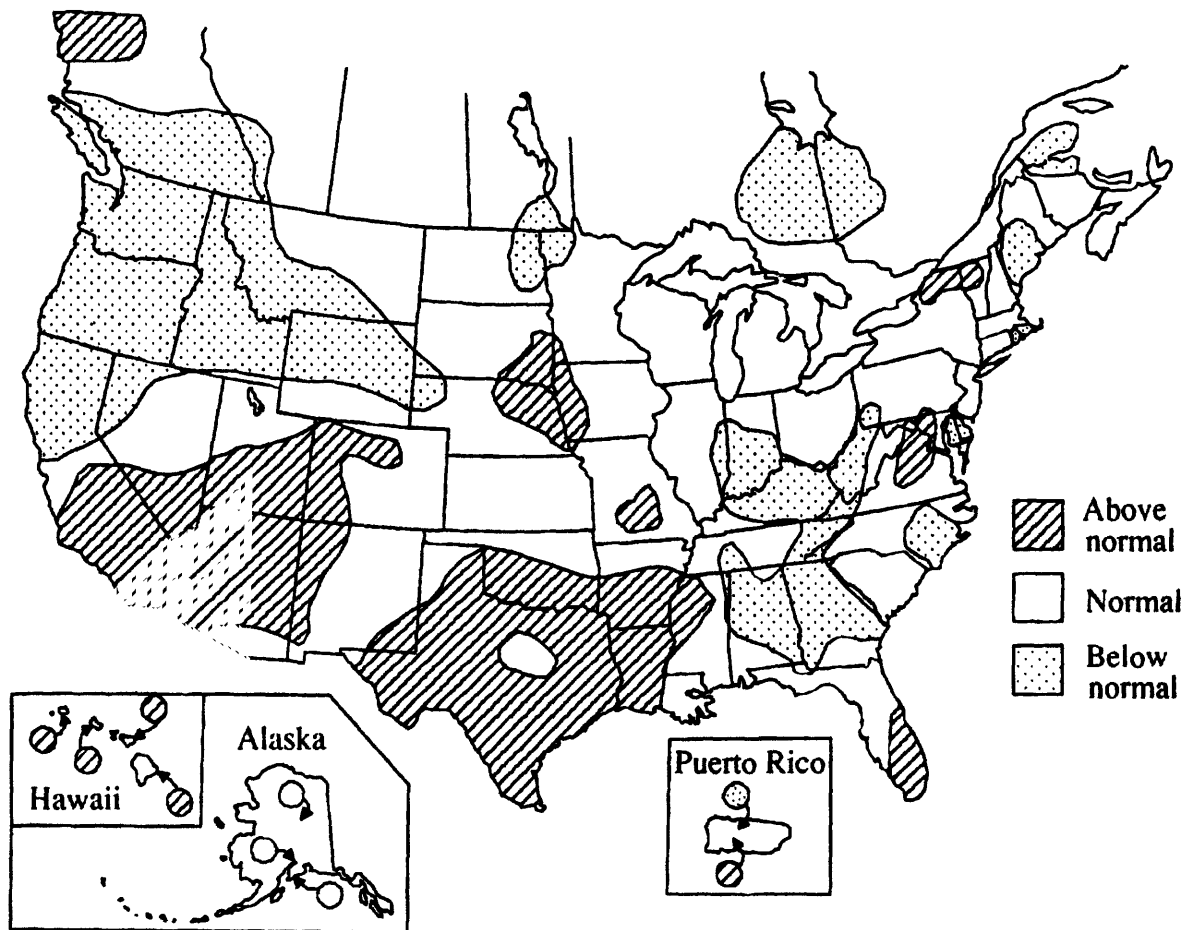 Above
normal
Normal
Below
normal
Alaska
Hawaii
Puerto Rico